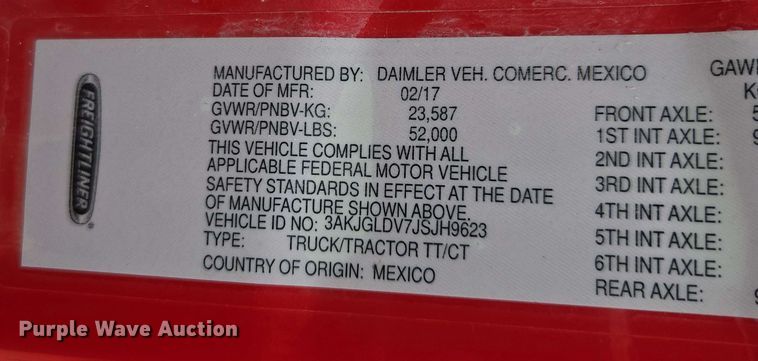 FREIGHTLINER
MANUFACTURED BY: DAIMLER VEH. COMERC. MEXICO
DATE OF MFR: 02/17
GVWR/PNBV-KG: 23,587
GVWR/PNBV-LBS: 52,000
THIS VEHICLE COMPLIES WITH ALL
APPLICABLE FEDERAL MOTOR VEHICLE
SAFETY STANDARDS IN EFFECT AT THE DATE
OF MANUFACTURE SHOWN ABOVE.
VEHICLE ID NO: 3AKJGLDV7JSJH9623
TYPE: TRUCK/TRACTOR TT/CT
COUNTRY OF ORIGIN: MEXICO
FRONT AXLE:
1ST INT AXLE:
2ND INT AXLE:
3RD INT AXLE:
4TH INT AXLE:
5TH INT AXLE:
6TH INT AXLE:
REAR AXLE:
Purple Wave Auction